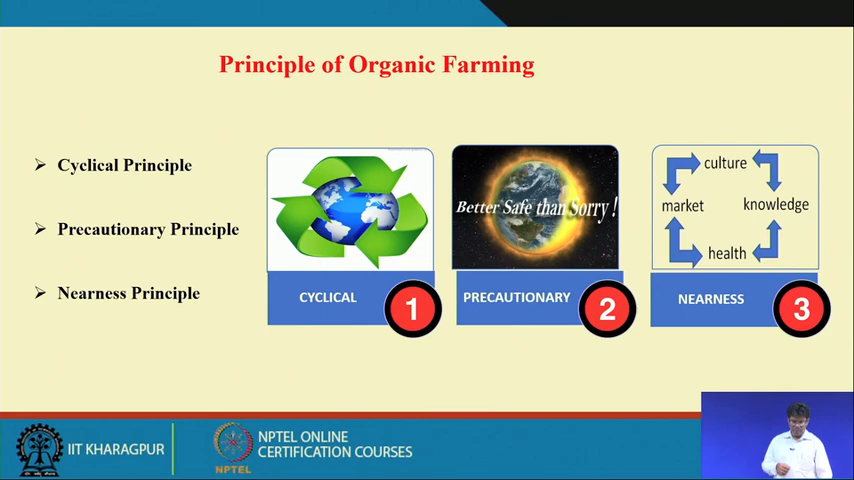 Principle of Organic Farming
Cyclical Principle
Precautionary Principle
Nearness Principle
Better Safe than Sorry !
culture
market
knowledge
health
CYCLICAL
1
PRECAUTIONARY
2
NEARNESS
3
IIT KHARAGPUR
NPTEL
NPTEL ONLINE
CERTIFICATION COURSES